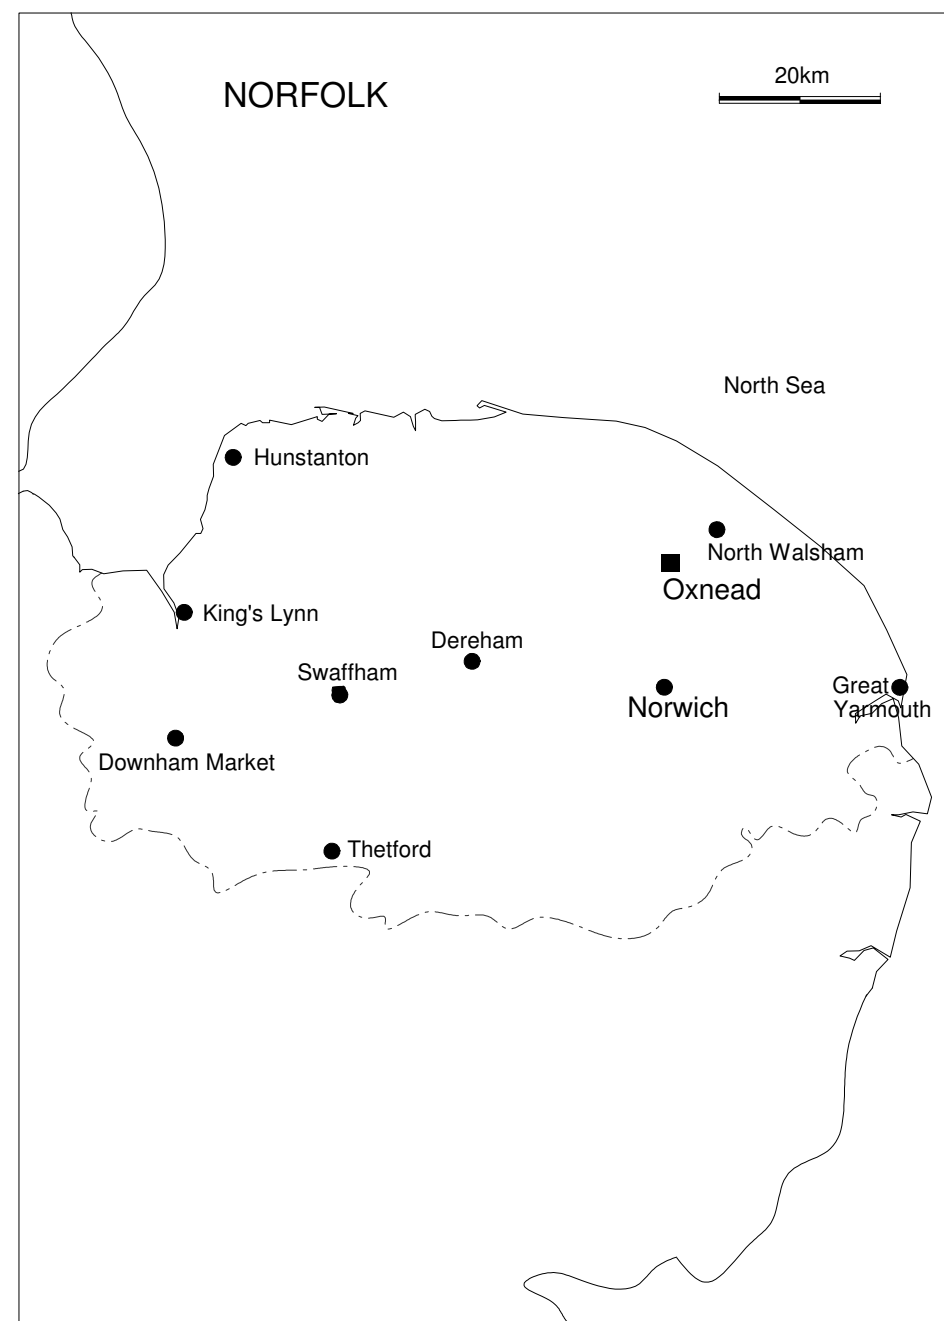 20km
NORFOLK
North Sea
Hunstanton
North Walsham
Oxnead
King's Lynn
Dereham
Swaffham
Great
Yarmouth
Norwich
Downham Market
Thetford